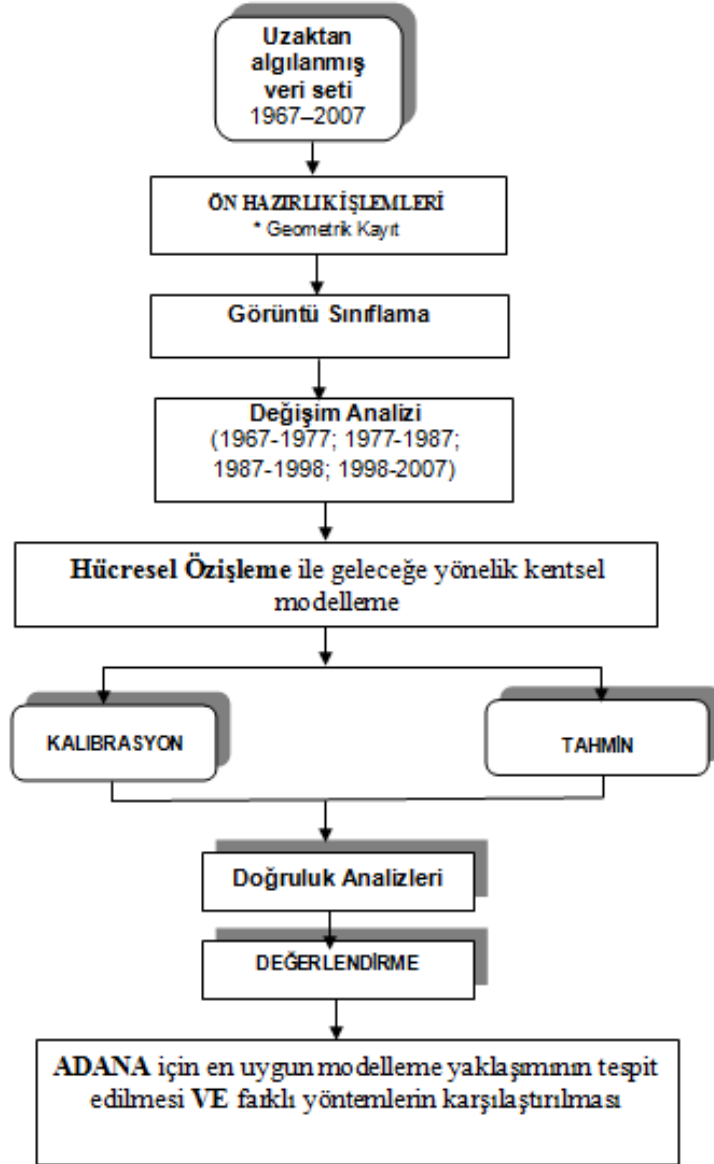 Uzaktan
algılanmış
veri seti
1967–2007
ÖN HAZIRLIK İŞLEMLERİ
* Geometrik Kayıt
Görüntü Sınıflama
Değişim Analizi
(1967-1977; 1977-1987;
1987-1998; 1998-2007)
Hücresel Özişleme ile geleceğe yönelik kentsel
modelleme
KALIBRASYON
TAHMİN
Doğruluk Analizleri
DEĞERLENDİRME
ADANA için en uygun modelleme yaklaşımının tespit
edilmesi VE farklı yöntemlerin karşılaştırılması